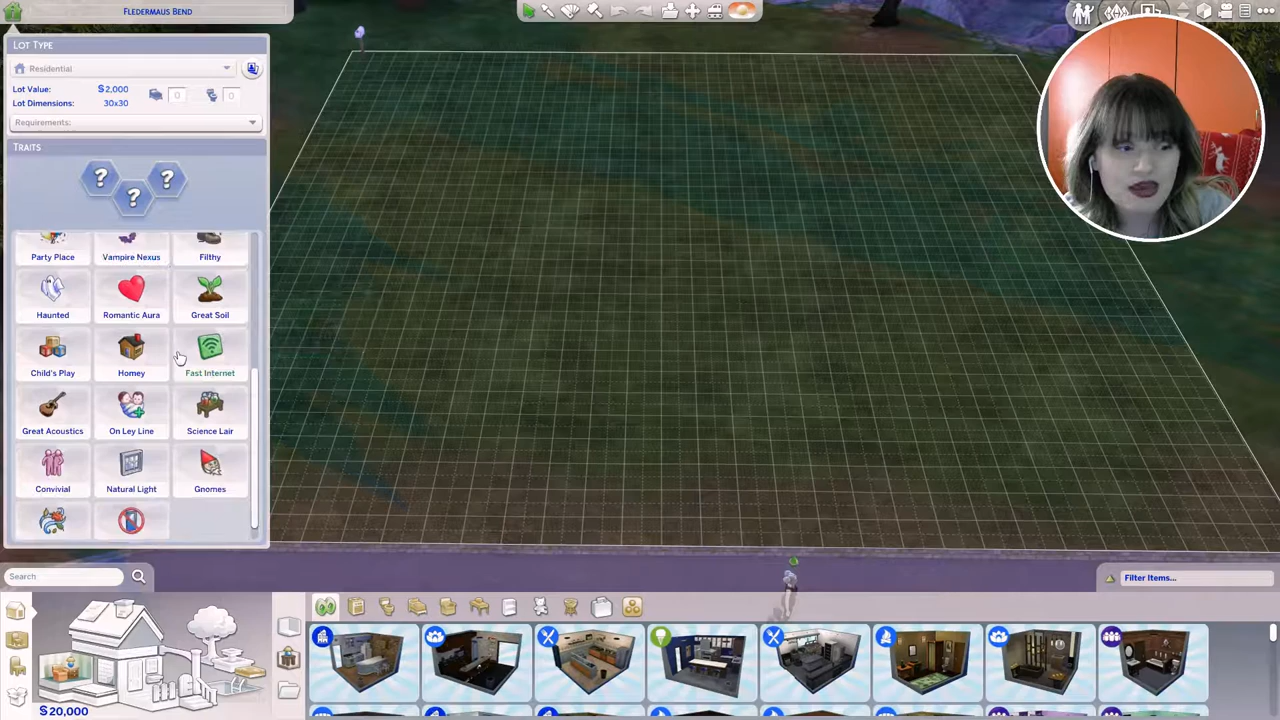 Fledermaus Bend
Lot Type
Residential
Lot Value: §2,000 0 0
Lot Dimensions: 30x30
Requirements:
Traits
? ? ?
Party Place Vampire Nexus Filthy
Haunted Romantic Aura Great Soil
Child's Play Homey Fast Internet
Great Acoustics On Ley Line Science Lair
Convivial Natural Light Gnomes
Search
Filter Items...
§20,000